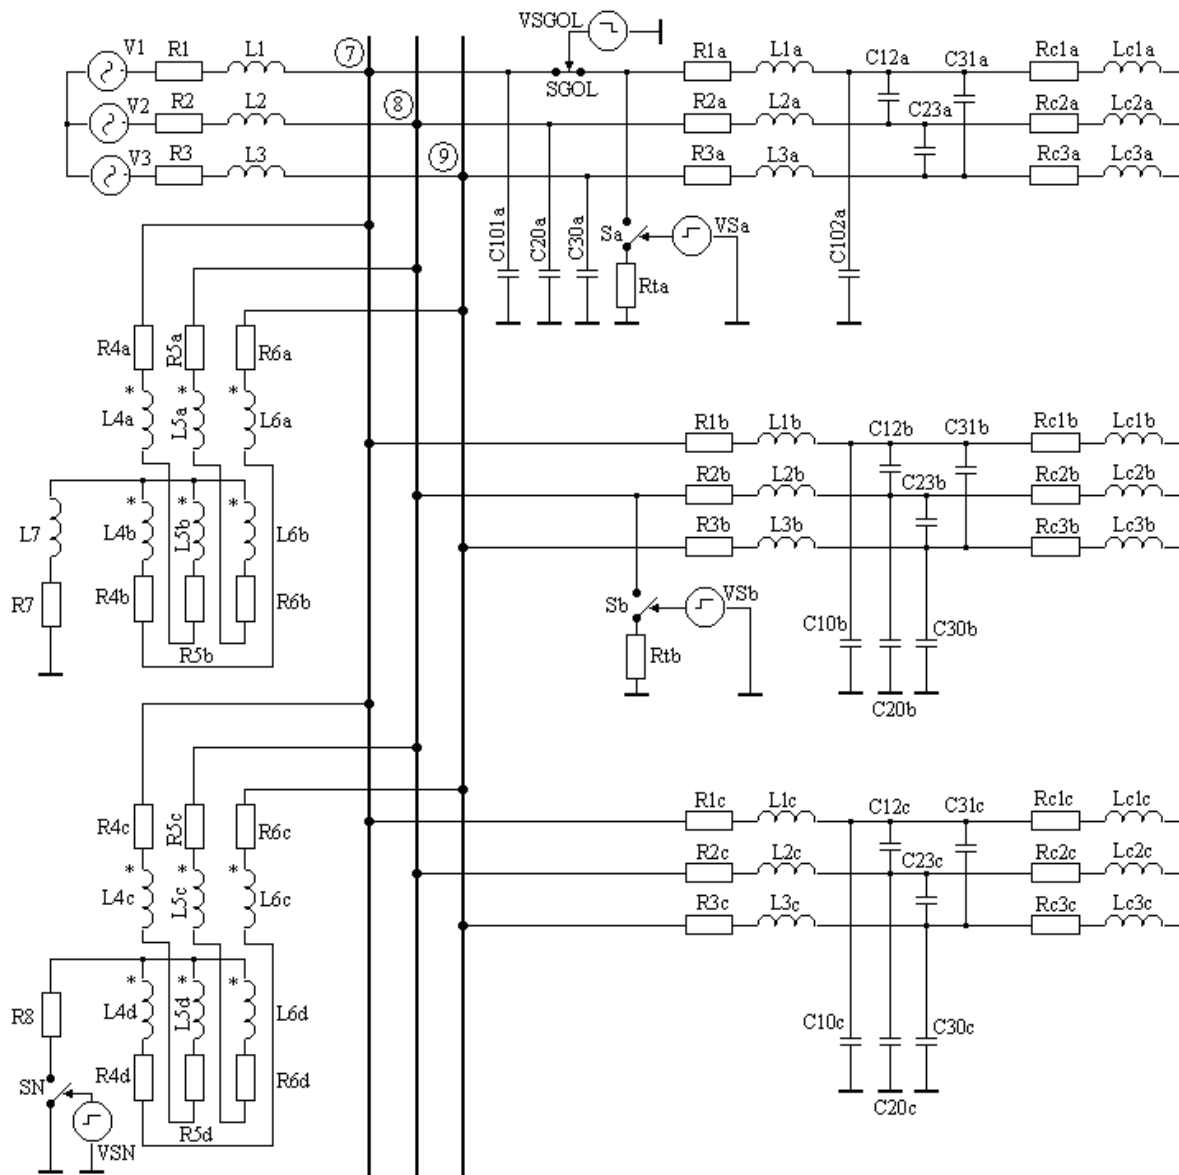 VSGOL
V1 R1 L1 7 SGOL R1a L1a C12a C31a Rc1a Lc1a
V2 R2 L2 8 R2a L2a C23a Rc2a Lc2a
V3 R3 L3 9 R3a L3a Rc3a Lc3a
C101a C20a C30a Sa VSa C102a
Rta
R4a R5a R6a
* * *
L4a L5a L6a
R1b L1b C12b C31b Rc1b Lc1b
R2b L2b C23b Rc2b Lc2b
R3b L3b Rc3b Lc3b
* * *
L7 L4b L5b L6b
R7 R4b R5b R6b
Sb VSb C10b C20b C30b
Rtb
R4c R5c R6c
* * *
L4c L5c L6c
R1c L1c C12c C31c Rc1c Lc1c
R2c L2c C23c Rc2c Lc2c
R3c L3c Rc3c Lc3c
* * *
R8 L4d L5d L6d
C10c C20c C30c
SN R4d R5d R6d
VSN